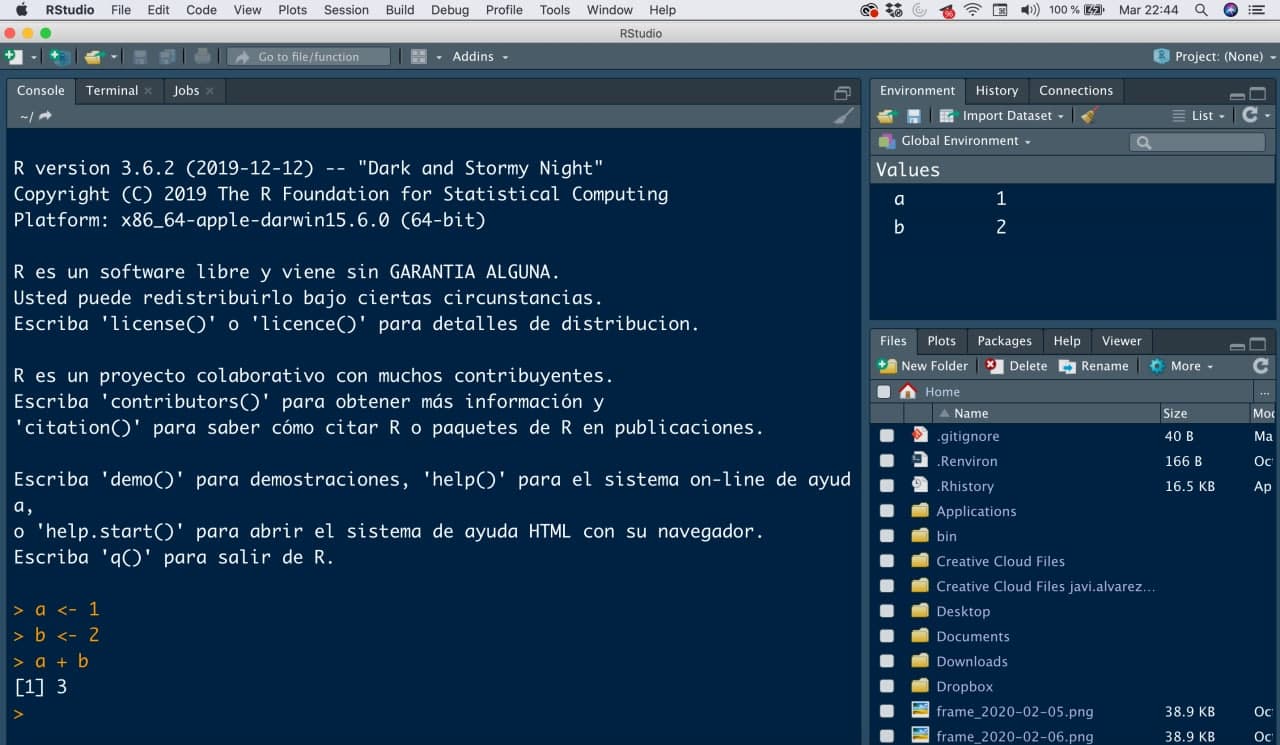 RStudio File Edit Code View Plots Session Build Debug Profile Tools Window Help 100 % Mar 22:44
RStudio
Go to file/function Addins Project: (None)
Console Terminal Jobs
~/
R version 3.6.2 (2019-12-12) -- "Dark and Stormy Night"
Copyright (C) 2019 The R Foundation for Statistical Computing
Platform: x86_64-apple-darwin15.6.0 (64-bit)
R es un software libre y viene sin GARANTIA ALGUNA.
Usted puede redistribuirlo bajo ciertas circunstancias.
Escriba 'license()' o 'licence()' para detalles de distribucion.
R es un proyecto colaborativo con muchos contribuyentes.
Escriba 'contributors()' para obtener más información y
'citation()' para saber cómo citar R o paquetes de R en publicaciones.
Escriba 'demo()' para demostraciones, 'help()' para el sistema on-line de ayud
a,
o 'help.start()' para abrir el sistema de ayuda HTML con su navegador.
Escriba 'q()' para salir de R.
> a <- 1
> b <- 2
> a + b
[1] 3
>
Environment History Connections
Import Dataset List
Global Environment
Values
a 1
b 2
Files Plots Packages Help Viewer
New Folder Delete Rename More
Home ...
Name Size Mo
.gitignore 40 B Ma
.Renviron 166 B Oc
.Rhistory 16.5 KB Ap
Applications
bin
Creative Cloud Files
Creative Cloud Files javi.alvarez...
Desktop
Documents
Downloads
Dropbox
frame_2020-02-05.png 38.9 KB Oc
frame_2020-02-06.png 38.9 KB Oc